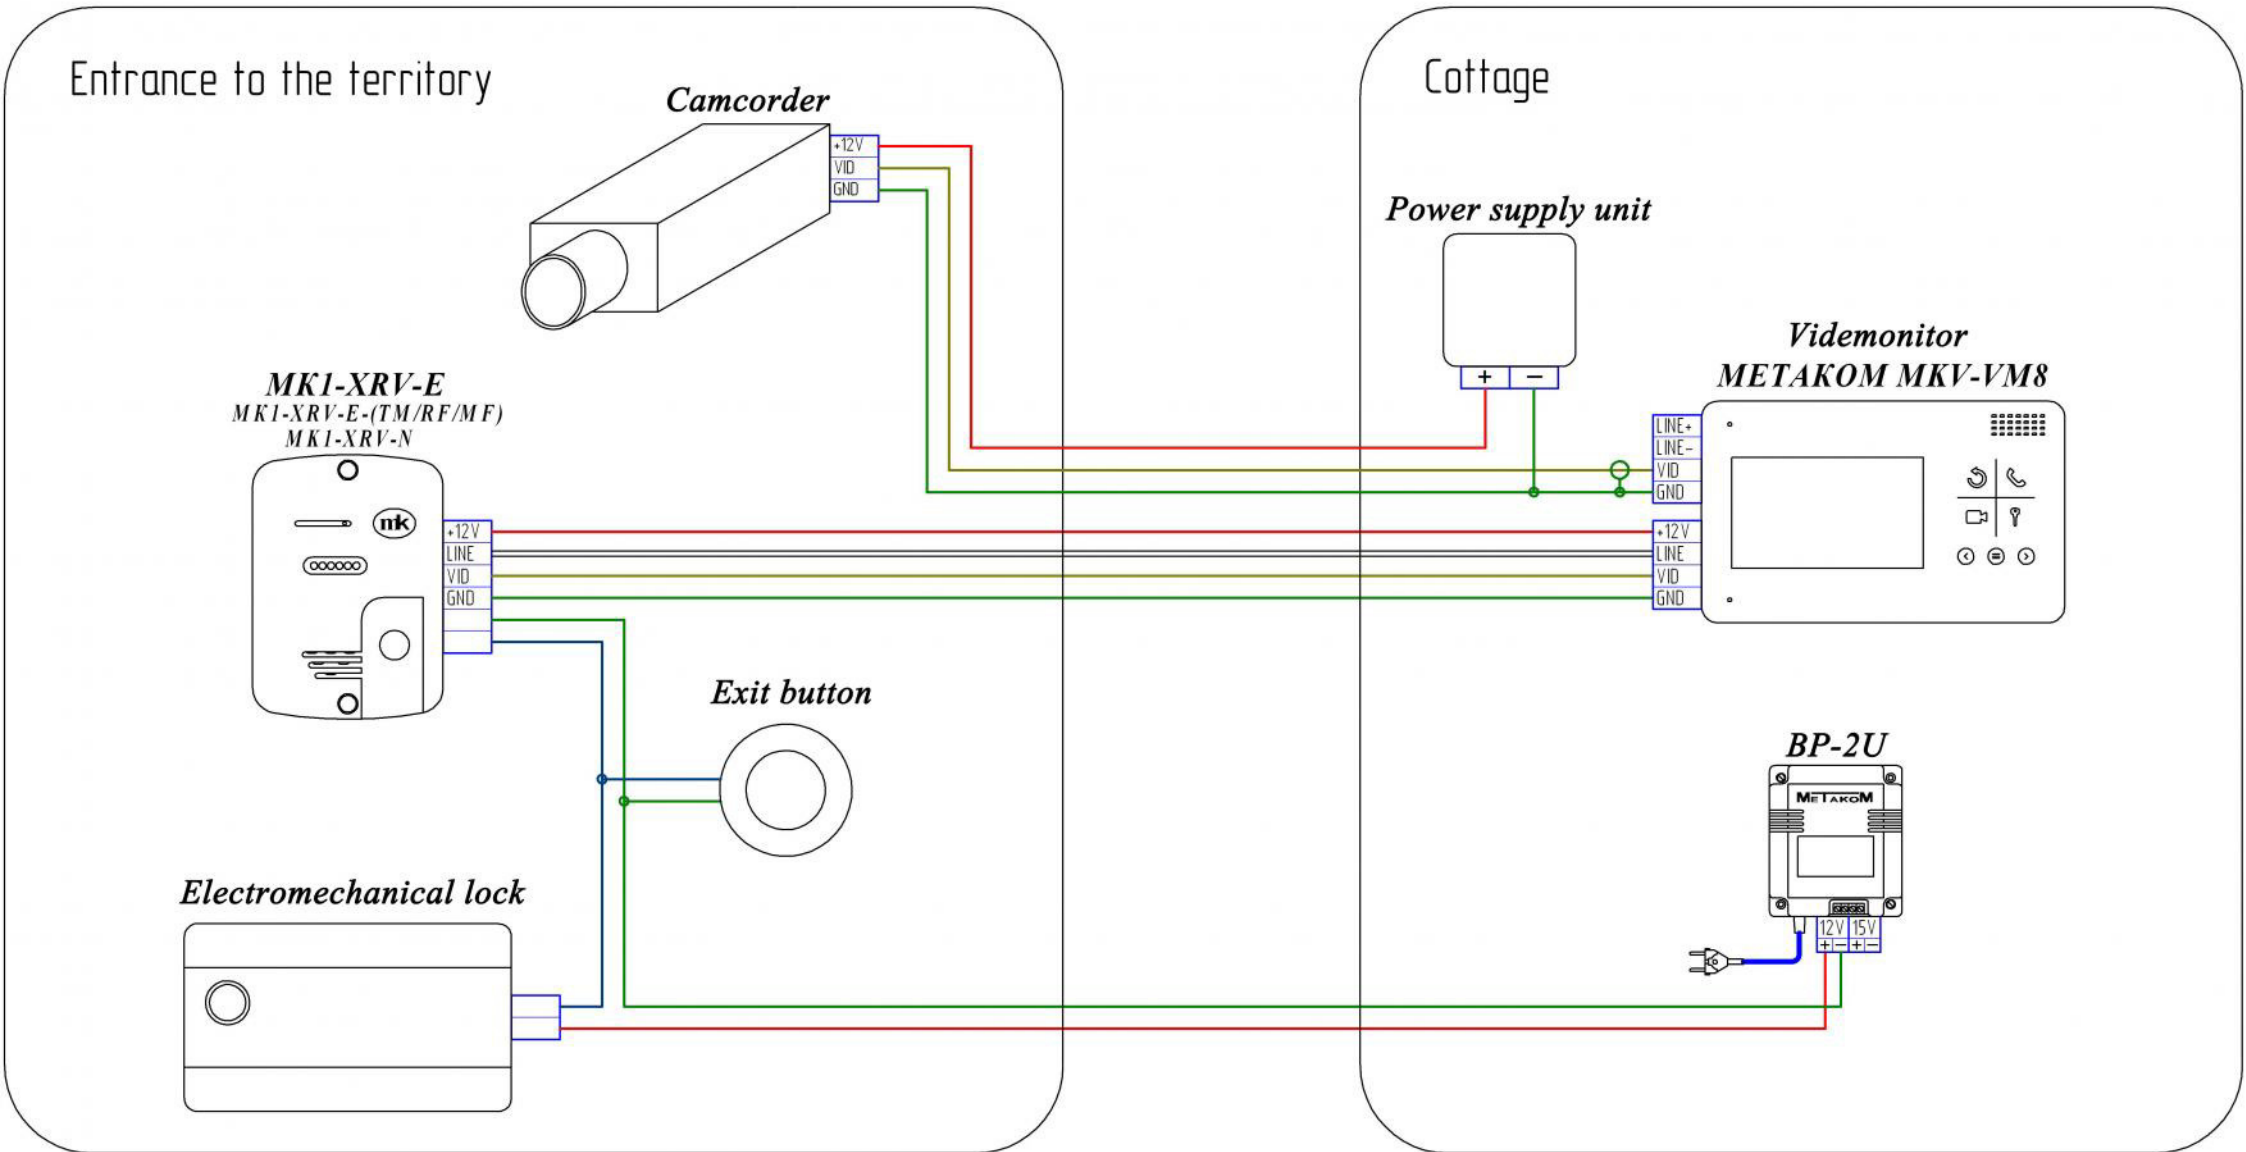 Entrance to the territory
Cottage
Camcorder
+12V
VID
GND
Power supply unit
+ −
Videmonitor
METAKOM MKV-VM8
LINE+
LINE-
VID
GND
+12V
LINE
VID
GND
MK1-XRV-E
MK1-XRV-E-(TM/RF/MF)
MK1-XRV-N
mk
+12V
LINE
VID
GND
Exit button
BP-2U
METAKOM
12V 15V
+ − + −
Electromechanical lock